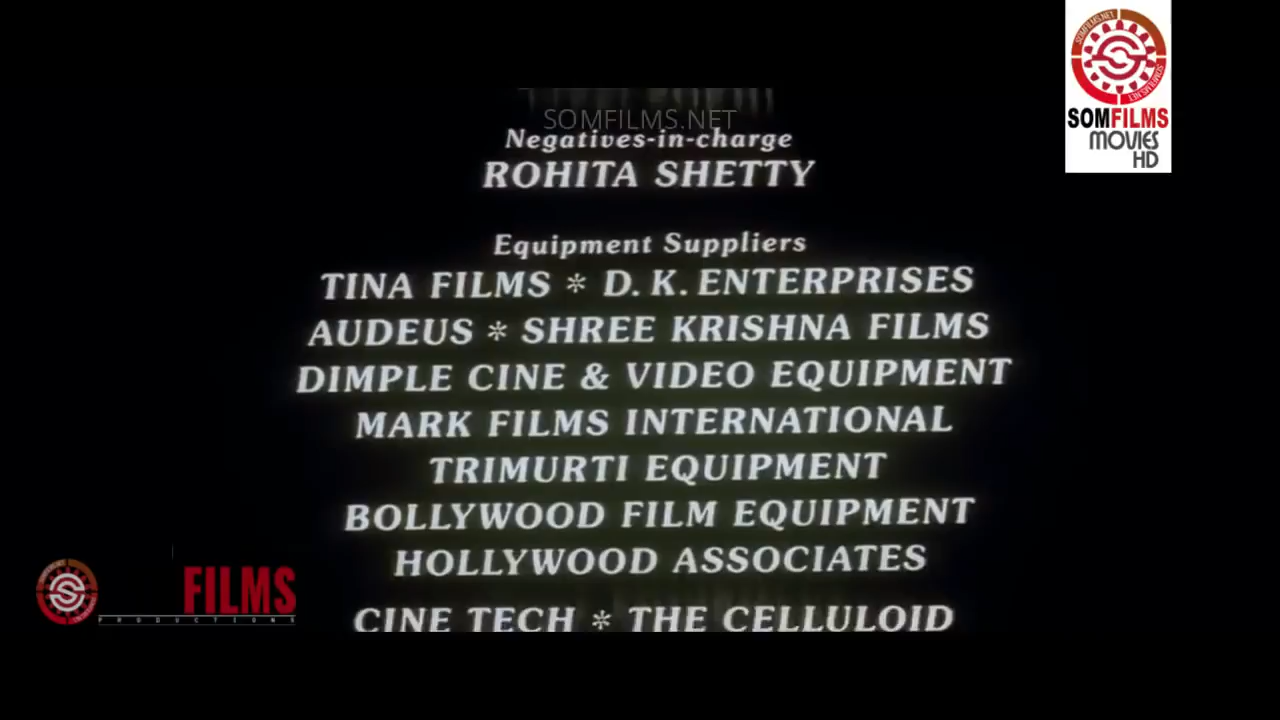 SOMFILMS.NET
SOMFILMS
MOVIES
HD
Negatives-in-charge
ROHITA SHETTY
Equipment Suppliers
TINA FILMS * D. K. ENTERPRISES
AUDEUS * SHREE KRISHNA FILMS
DIMPLE CINE & VIDEO EQUIPMENT
MARK FILMS INTERNATIONAL
TRIMURTI EQUIPMENT
BOLLYWOOD FILM EQUIPMENT
HOLLYWOOD ASSOCIATES
CINE TECH * THE CELLULOID
FILMS
PRODUCTIONS